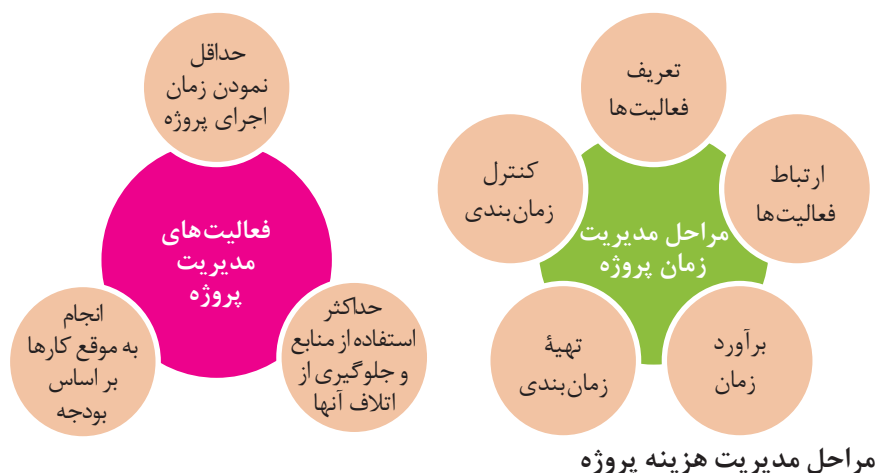 تعریف
فعالیت‌ها
ارتباط
فعالیت‌ها
برآورد
زمان
تهیهٔ
زمان‌بندی
کنترل
زمان‌بندی
مراحل مدیریت
زمان پروژه
حداقل
نمودن زمان
اجرای پروژه
حداکثر
استفاده از منابع
و جلوگیری از
اتلاف آنها
انجام
به موقع کارها
بر اساس
بودجه
فعالیت‌های
مدیریت
پروژه
مراحل مدیریت هزینه پروژه